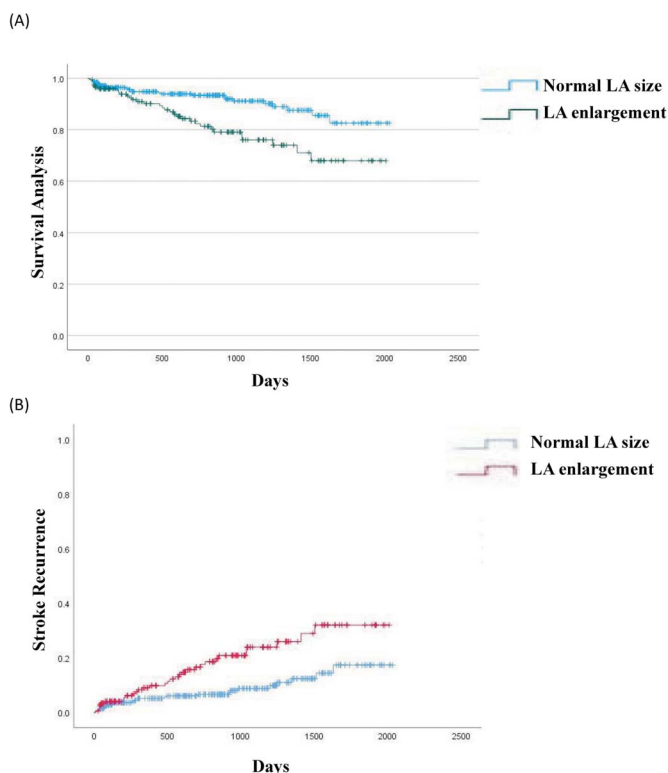 (A)
Normal LA size
LA enlargement
1.0
0.8
0.6
0.4
0.2
0.0
Survival Analysis
0 500 1000 1500 2000 2500
Days
(B)
Normal LA size
LA enlargement
1.0
0.8
0.6
0.4
0.2
0.0
Stroke Recurrence
0 500 1000 1500 2000 2500
Days